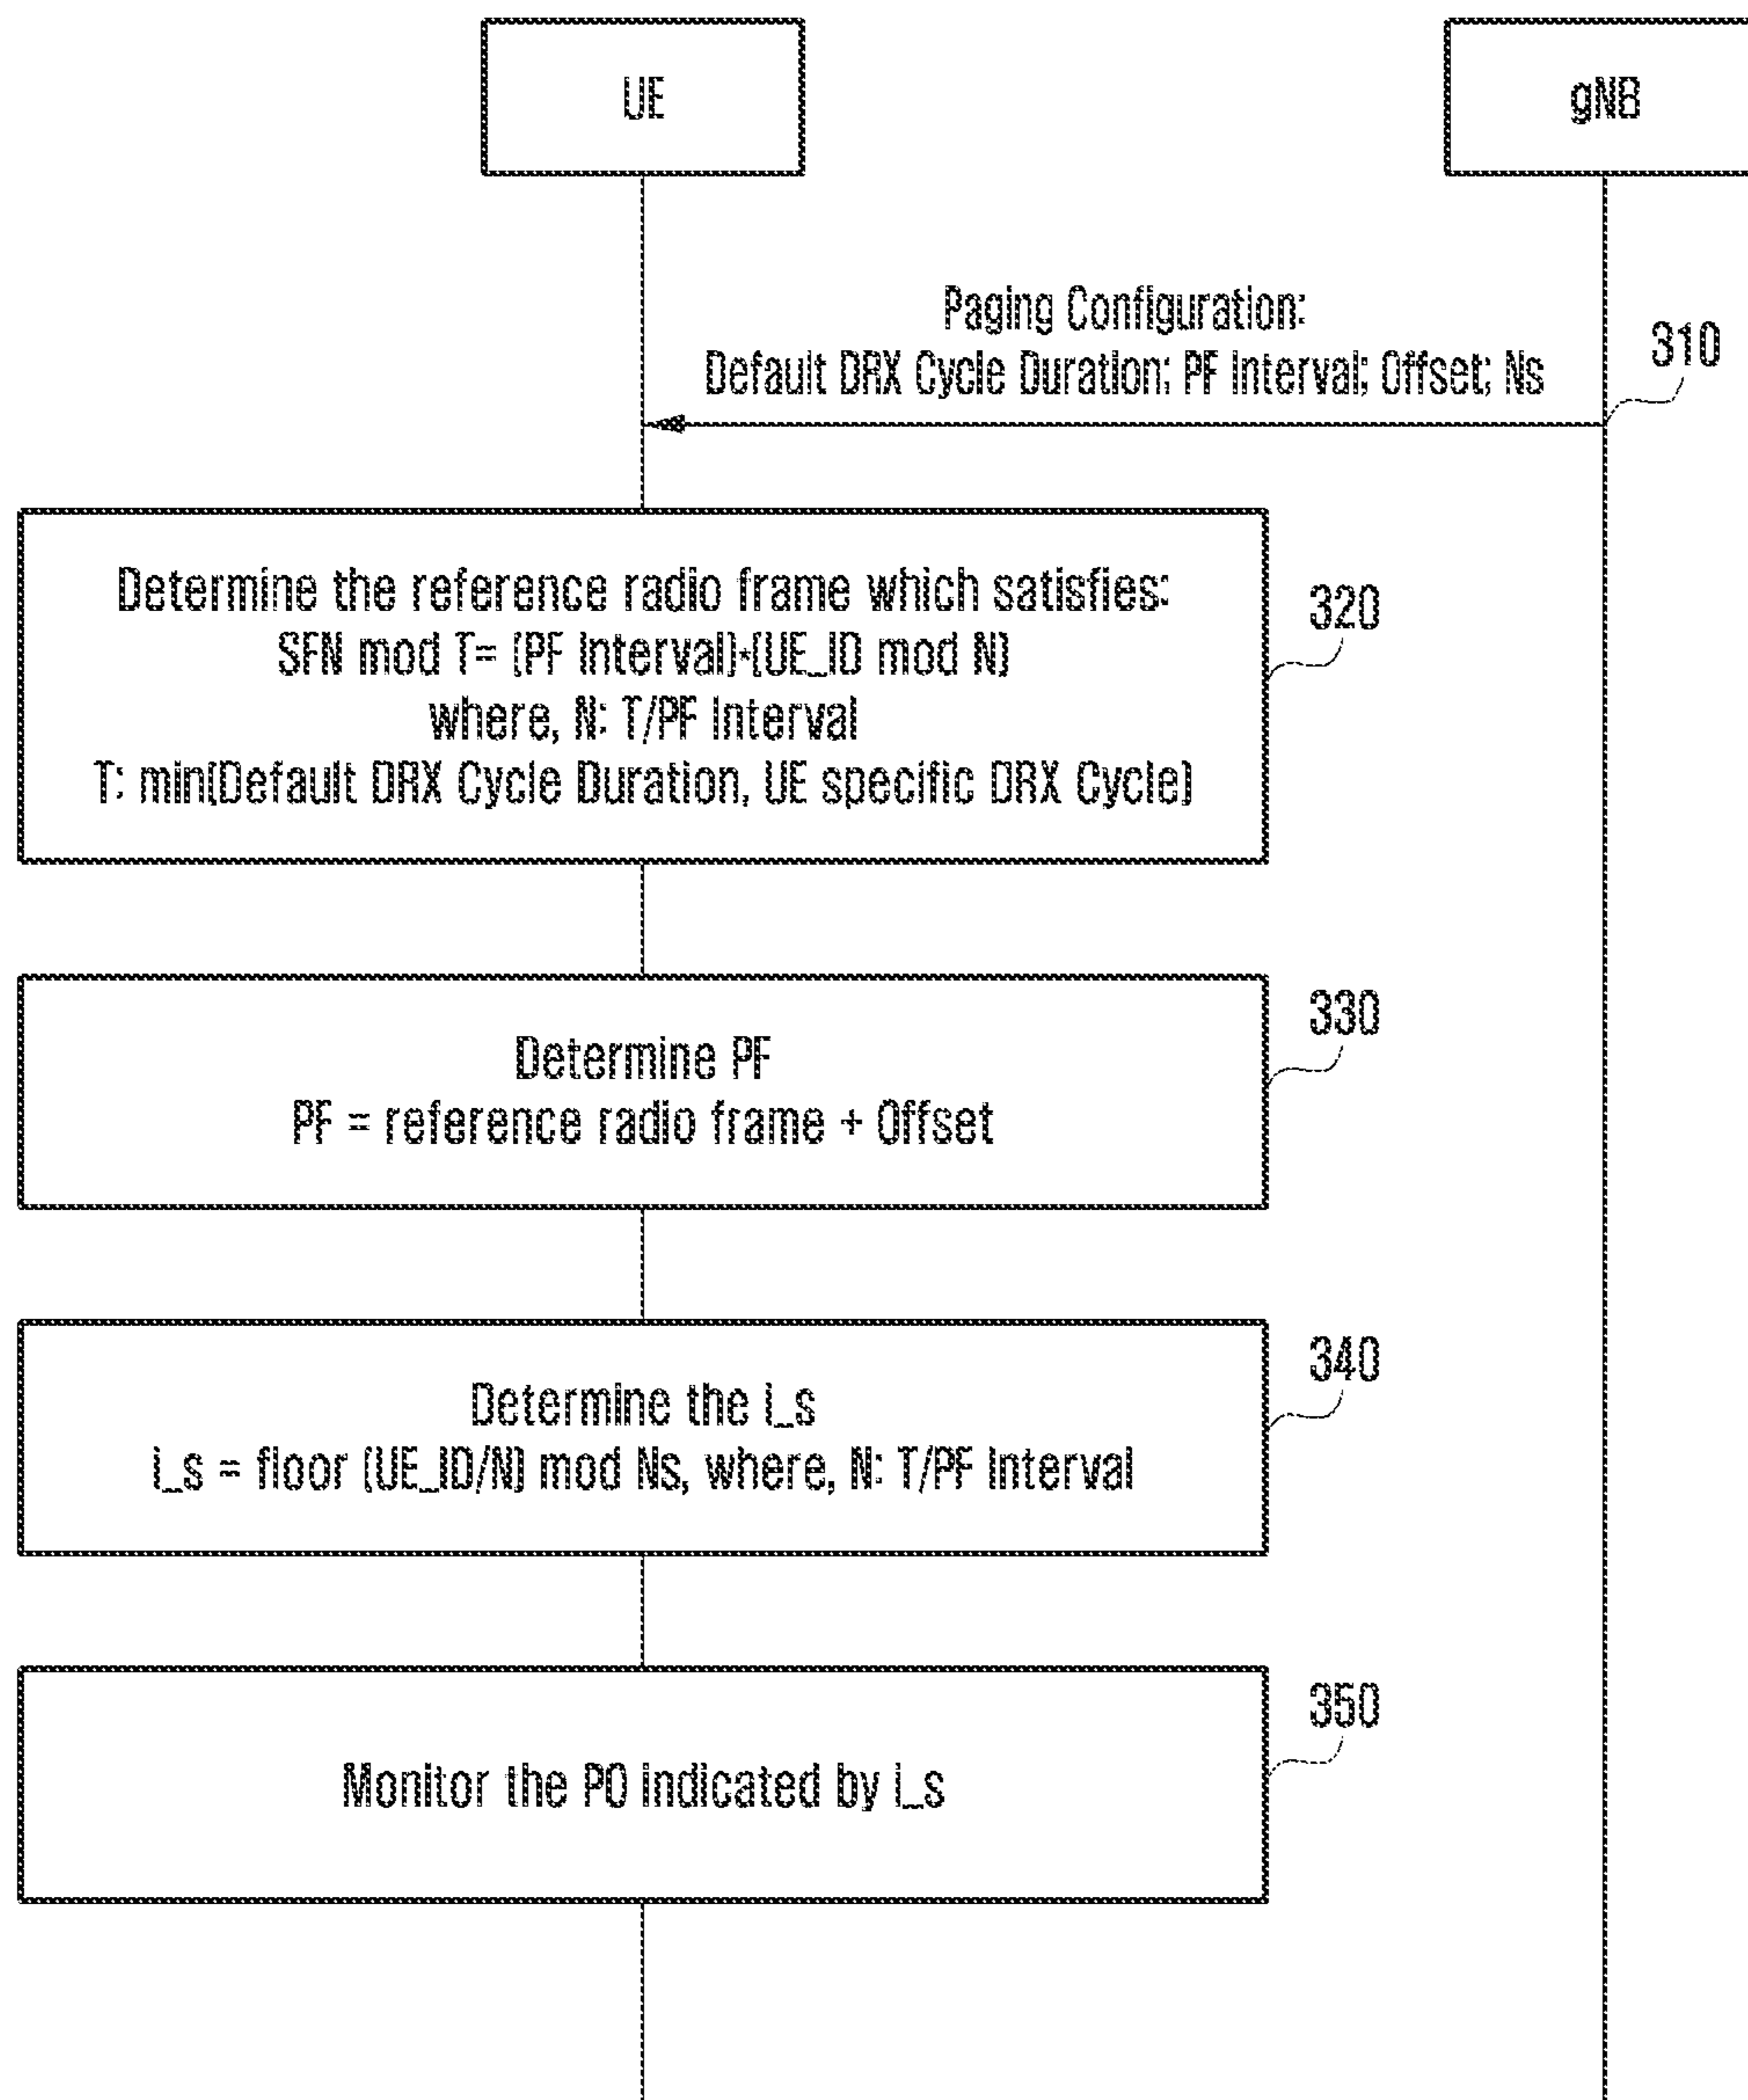 UE
gNB
Paging Configuration:
Default DRX Cycle Duration; PF Interval; Offset; Ns
310
Determine the reference radio frame which satisfies:
SFN mod T= (PF Interval)*(UE_ID mod N)
where, N: T/PF Interval
T: min(Default DRX Cycle Duration, UE specific DRX Cycle)
320
Determine PF
PF = reference radio frame + Offset
330
Determine the i_s
i_s = floor (UE_ID/N) mod Ns, where, N: T/PF Interval
340
Monitor the PO indicated by i_s
350